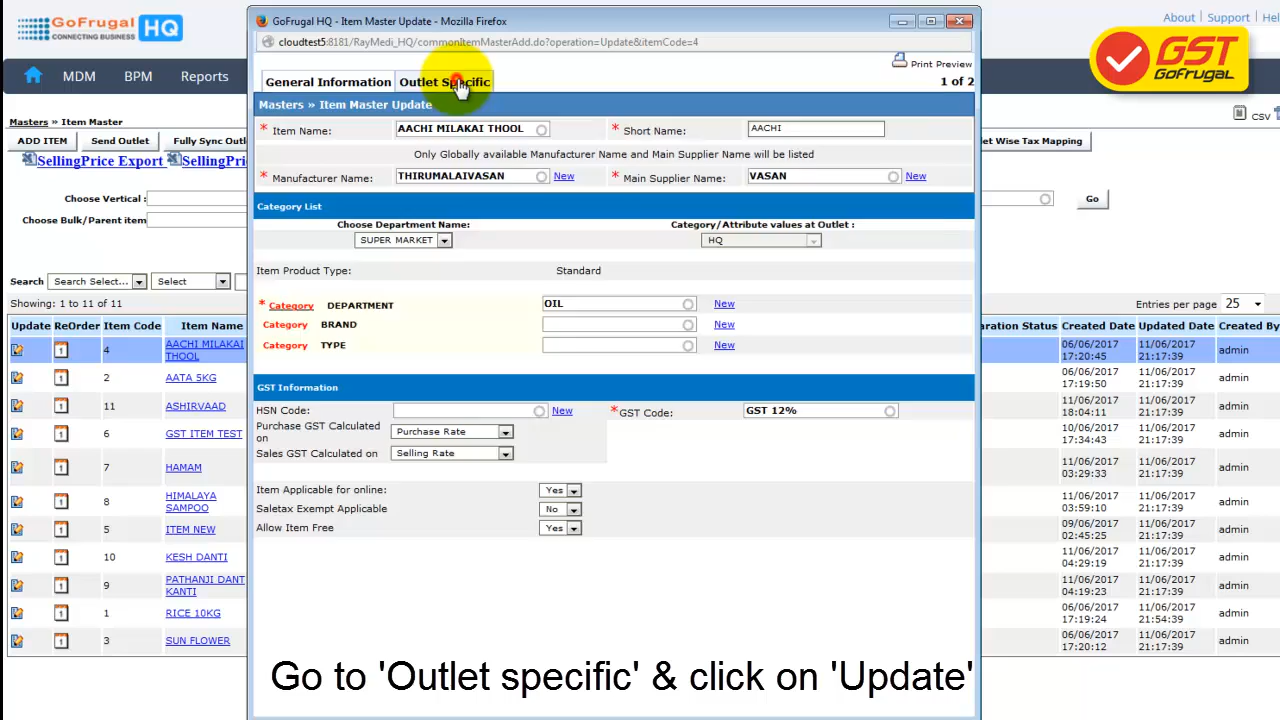 GoFrugal HQ
CONNECTING BUSINESS
About Support Hel
MDM BPM Reports
Masters » Item Master
CSV
ADD ITEM Send Outlet Fully Sync Outl
let Wise Tax Mapping
SellingPrice Export SellingPri
Choose Vertical :
Go
Choose Bulk/Parent item
Search Search Select... Select
Showing: 1 to 11 of 11
Entries per page 25
Update ReOrder Item Code Item Name
aration Status Created Date Updated Date Created By
1 4 AACHI MILAKAI THOOL 06/06/2017 17:20:45 11/06/2017 21:17:39 admin
1 2 AATA 5KG 06/06/2017 17:19:50 11/06/2017 21:17:39 admin
1 11 ASHIRVAAD 11/06/2017 18:04:11 11/06/2017 21:17:39 admin
1 6 GST ITEM TEST 10/06/2017 17:34:43 11/06/2017 21:17:39 admin
1 7 HAMAM 11/06/2017 03:29:33 11/06/2017 21:17:39 admin
1 8 HIMALAYA SAMPOO 11/06/2017 03:59:10 11/06/2017 21:17:39 admin
1 5 ITEM NEW 09/06/2017 02:45:25 11/06/2017 21:17:39 admin
1 10 KESH DANTI 11/06/2017 04:29:19 11/06/2017 21:17:39 admin
1 9 PATHANJI DANT KANTI 11/06/2017 04:19:23 11/06/2017 21:17:39 admin
1 1 RICE 10KG 06/06/2017 17:19:24 11/06/2017 21:54:39 admin
1 3 SUN FLOWER 06/06/2017 17:20:12 11/06/2017 21:17:39 admin
GoFrugal HQ - Item Master Update - Mozilla Firefox
cloudtest5:8181/RayMedi_HQ/commonItemMasterAdd.do?operation=Update&itemCode=4
Print Preview
General Information Outlet Specific 1 of 2
Masters » Item Master Update
* Item Name: AACHI MILAKAI THOOL * Short Name: AACHI
Only Globally available Manufacturer Name and Main Supplier Name will be listed
* Manufacturer Name: THIRUMALAIVASAN New * Main Supplier Name: VASAN New
Category List
Choose Department Name: Category/Attribute values at Outlet :
SUPER MARKET HQ
Item Product Type: Standard
* Category DEPARTMENT OIL New
Category BRAND New
Category TYPE New
GST Information
HSN Code: New *GST Code: GST 12%
Purchase GST Calculated on Purchase Rate
Sales GST Calculated on Selling Rate
Item Applicable for online: Yes
Saletax Exempt Applicable No
Allow Item Free Yes
GST
GOFRUGAL
Go to 'Outlet specific' & click on 'Update'